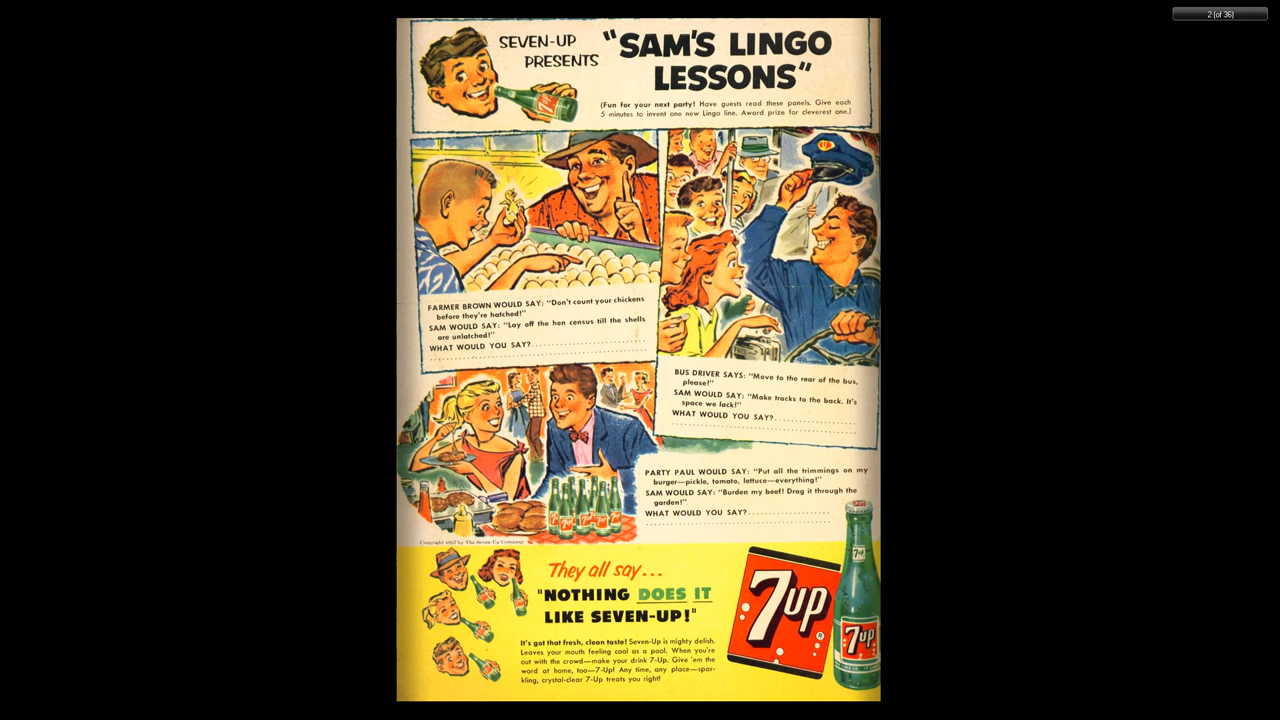 2 (of 36)
SEVEN-UP
PRESENTS
"SAM'S LINGO
LESSONS"
(Fun for your next party! Have guests read these panels. Give each
5 minutes to invent one new Lingo line. Award prize for cleverest one.)
7up
FARMER BROWN WOULD SAY: "Don't count your chickens
before they're hatched!"
SAM WOULD SAY: "Lay off the hen census till the shells
are unlatched!"
WHAT WOULD YOU SAY?
BUS DRIVER SAYS: "Move to the rear of the bus,
please!"
SAM WOULD SAY: "Make tracks to the back. It's
space we lack!"
WHAT WOULD YOU SAY?
PARTY PAUL WOULD SAY: "Put all the trimmings on my
burger—pickle, tomato, lettuce—everything!"
SAM WOULD SAY: "Burden my beef! Drag it through the
garden!"
WHAT WOULD YOU SAY?
by The Seven-Up Company
They all say...
"NOTHING DOES IT
LIKE SEVEN-UP!"
It's got that fresh, clean taste! Seven-Up is mighty delish.
Leaves your mouth feeling cool as a pool. When you're
out with the crowd—make your drink 7-Up. Give 'em the
word at home, too—7-Up! Any time, any place—spar-
kling, crystal-clear 7-Up treats you right!
7up
®
7up
7up